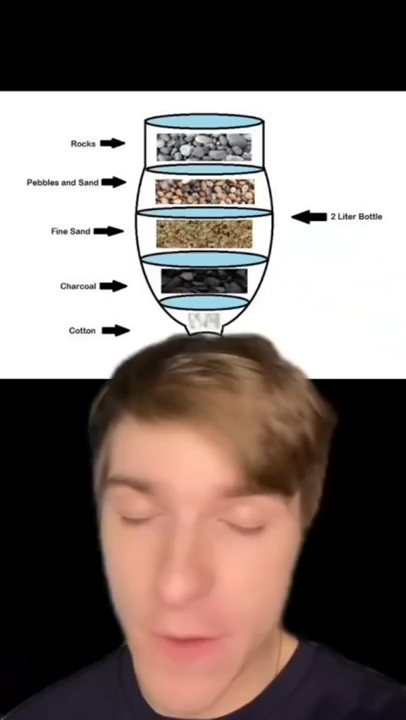 Rocks
Pebbles and Sand
2 Liter Bottle
Fine Sand
Charcoal
Cotton